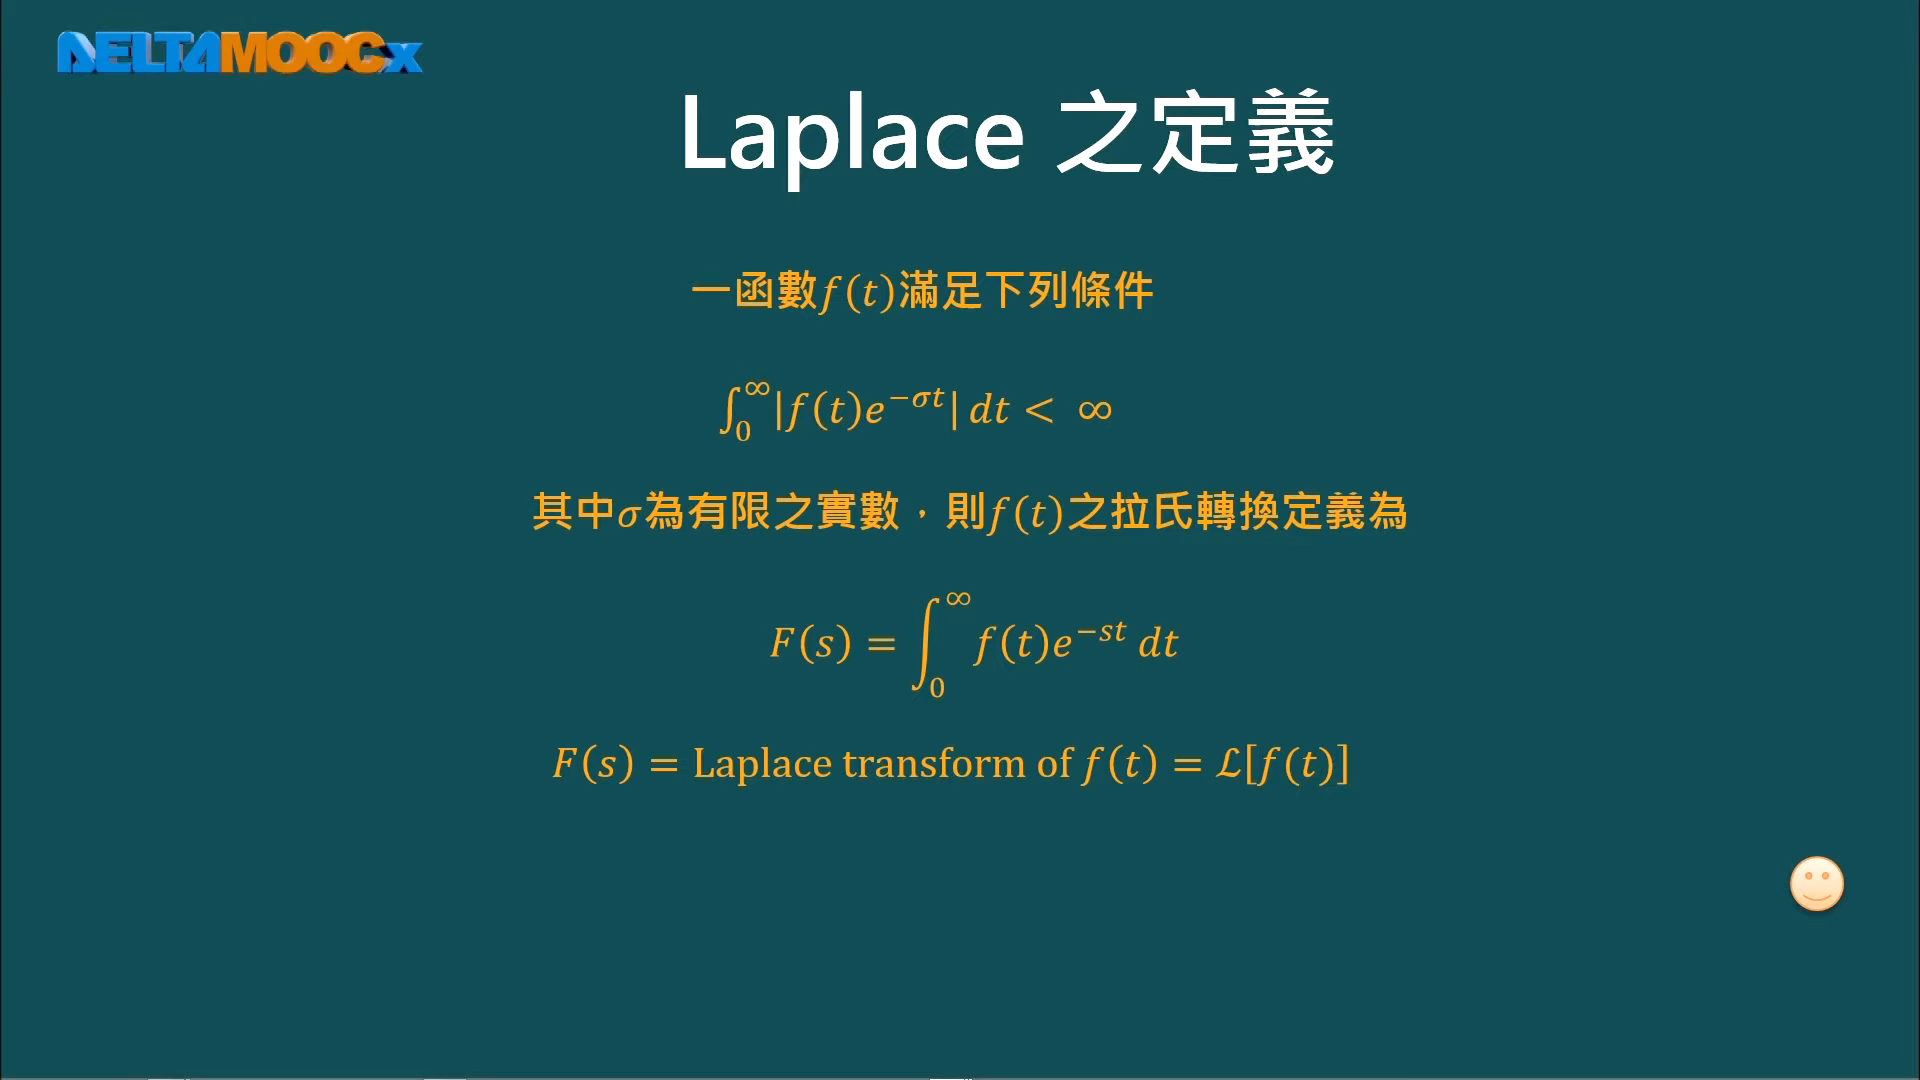 DELTAMOOCx
Laplace 之定義
一函數f(t)滿足下列條件
∫₀^∞|f(t)e^{−σt}| dt < ∞
其中σ為有限之實數，則f(t)之拉氏轉換定義為
F(s) = ∫₀^∞ f(t)e^{−st} dt
F(s) = Laplace transform of f(t) = ℒ[f(t)]